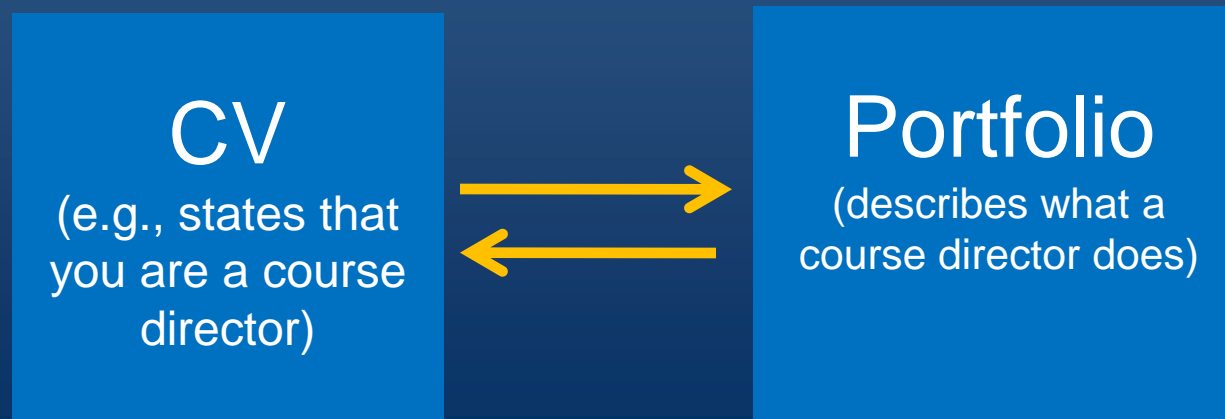 CV
(e.g., states that
you are a course
director)
Portfolio
(describes what a
course director does)